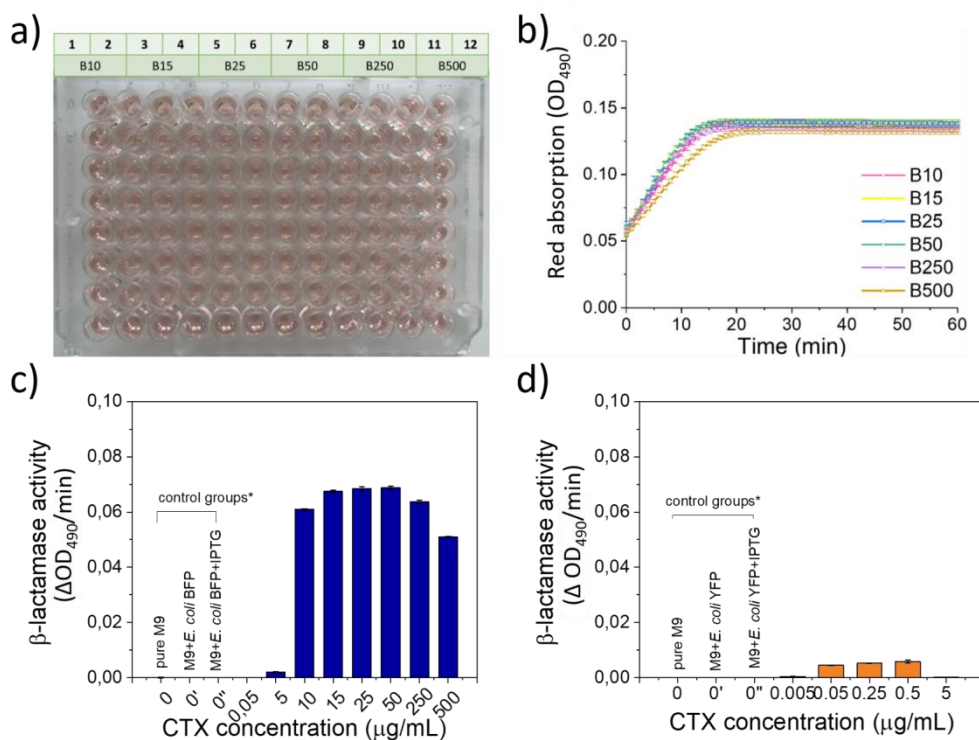 a)
1 2 3 4 5 6 7 8 9 10 11 12
B10 B15 B25 B50 B250 B500
b)
Red absorption (OD490)
0.20
0.15
0.10
0.05
0.00
B10
B15
B25
B50
B250
B500
0 10 20 30 40 50 60
Time (min)
c)
β-lactamase activity
(ΔOD490/min)
0,10
0,08
0,06
0,04
0,02
0,00
control groups*
pure M9
M9+E. coli BFP
M9+E. coli BFP+IPTG
0 0' 0" 0,05 5 10 15 25 50 250 500
CTX concentration (μg/mL)
d)
β-lactamase activity
(Δ OD490/min)
0,10
0,08
0,06
0,04
0,02
0,00
control groups*
pure M9
M9+E. coli YFP
M9+E. coli YFP+IPTG
0 0' 0" 0.005 0.05 0.25 0.5 5
CTX concentration (μg/mL)